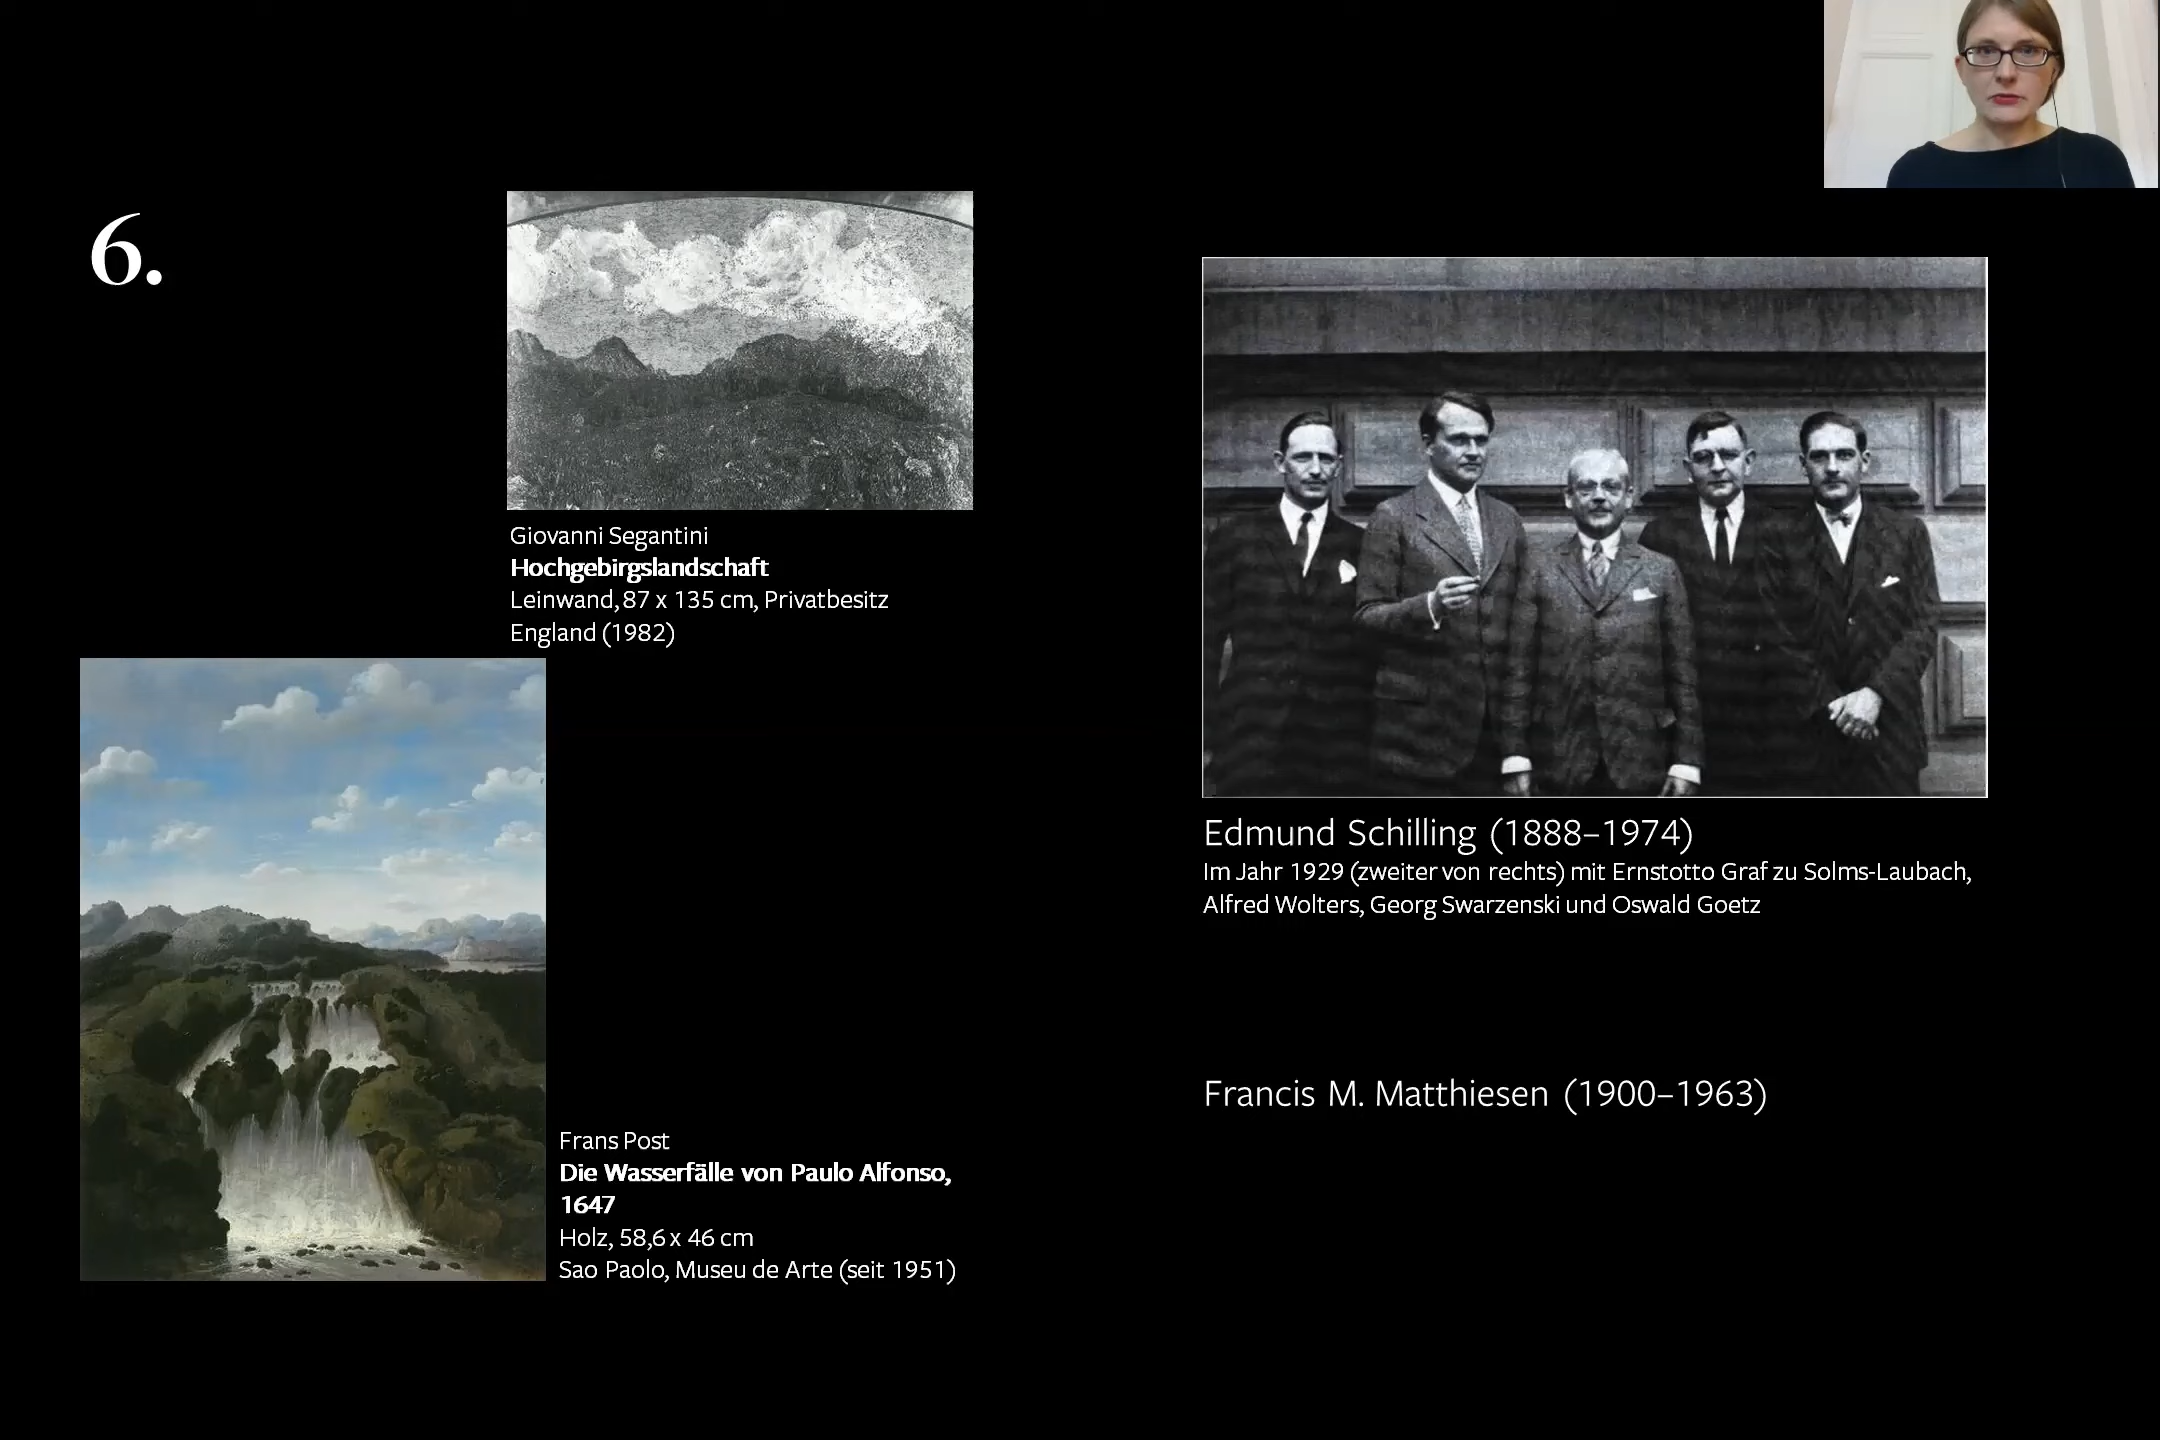 6.
Giovanni Segantini
Hochgebirgslandschaft
Leinwand, 87 x 135 cm, Privatbesitz
England (1982)
Frans Post
Die Wasserfälle von Paulo Alfonso,
1647
Holz, 58,6 x 46 cm
Sao Paolo, Museu de Arte (seit 1951)
Edmund Schilling (1888–1974)
Im Jahr 1929 (zweiter von rechts) mit Ernstotto Graf zu Solms-Laubach,
Alfred Wolters, Georg Swarzenski und Oswald Goetz
Francis M. Matthiesen (1900–1963)